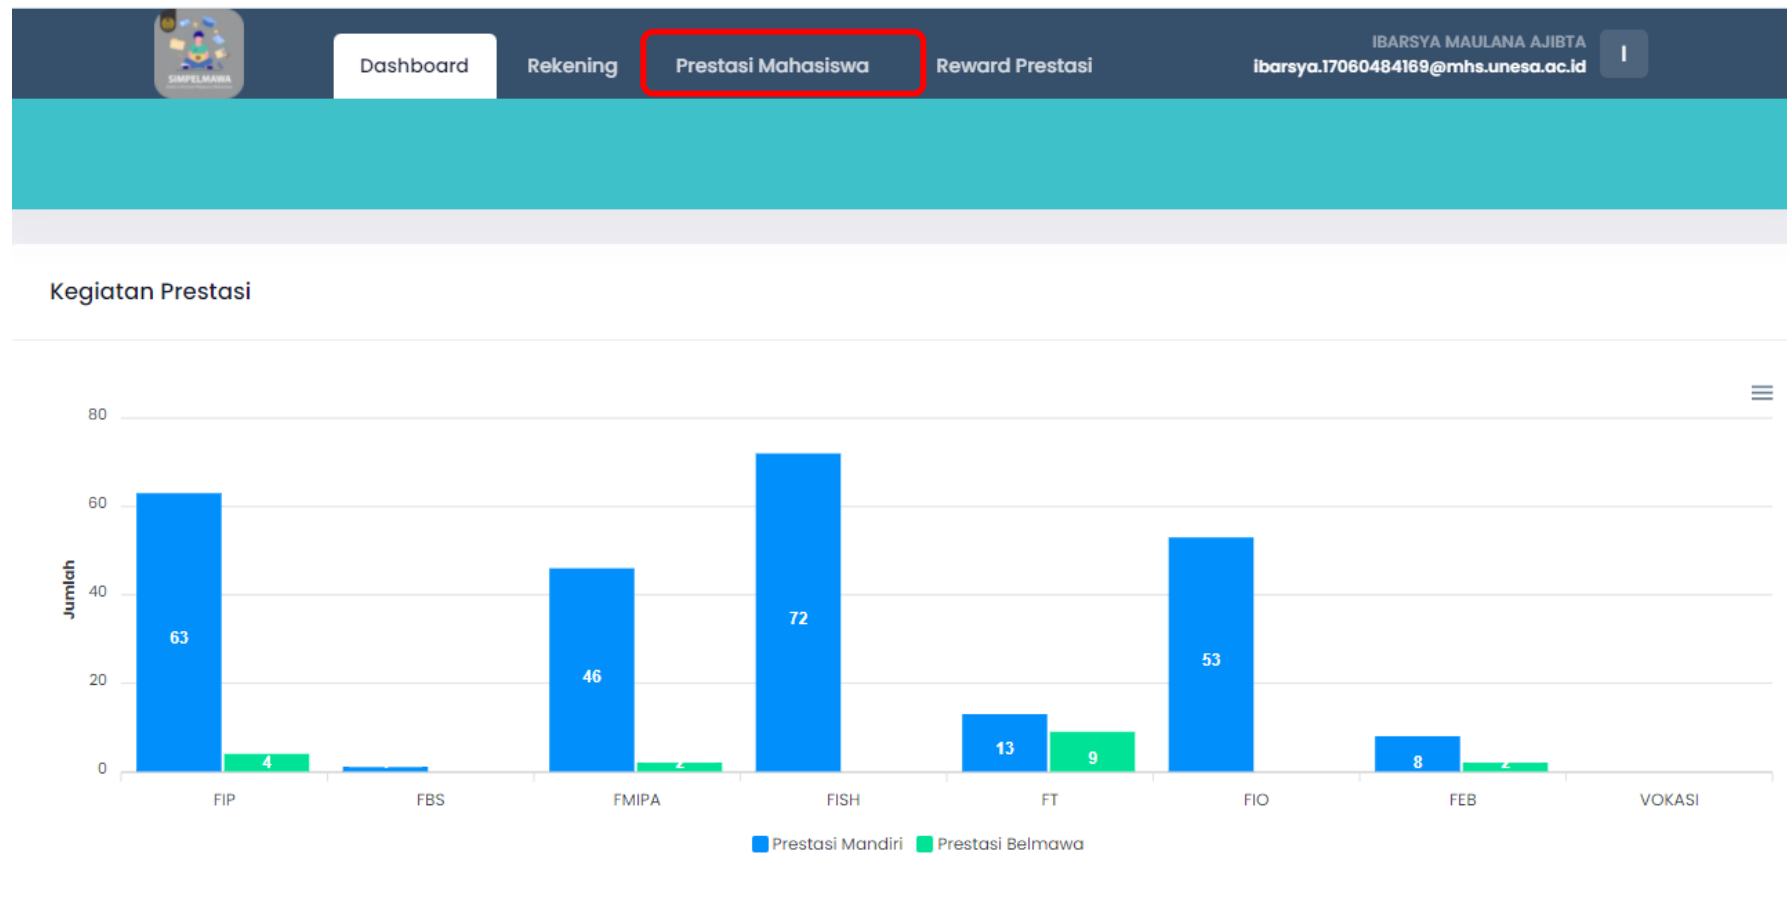 SIMPELMAWA
Dashboard
Rekening
Prestasi Mahasiswa
Reward Prestasi
IBARSYA MAULANA AJIBTA
ibarsya.17060484169@mhs.unesa.ac.id
I
Kegiatan Prestasi
80
60
40
20
0
Jumlah
63
4
46
2
72
13
9
53
8
2
FIP
FBS
FMIPA
FISH
FT
FIO
FEB
VOKASI
Prestasi Mandiri
Prestasi Belmawa